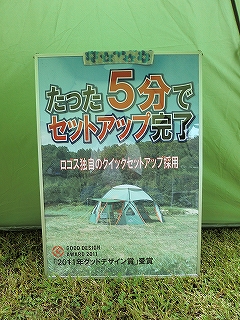 たった5分で
セットアップ完了
ロゴス独自のクイックセットアップ採用
GOOD DESIGN
AWARD 2011
「2011年グッドデザイン賞」受賞